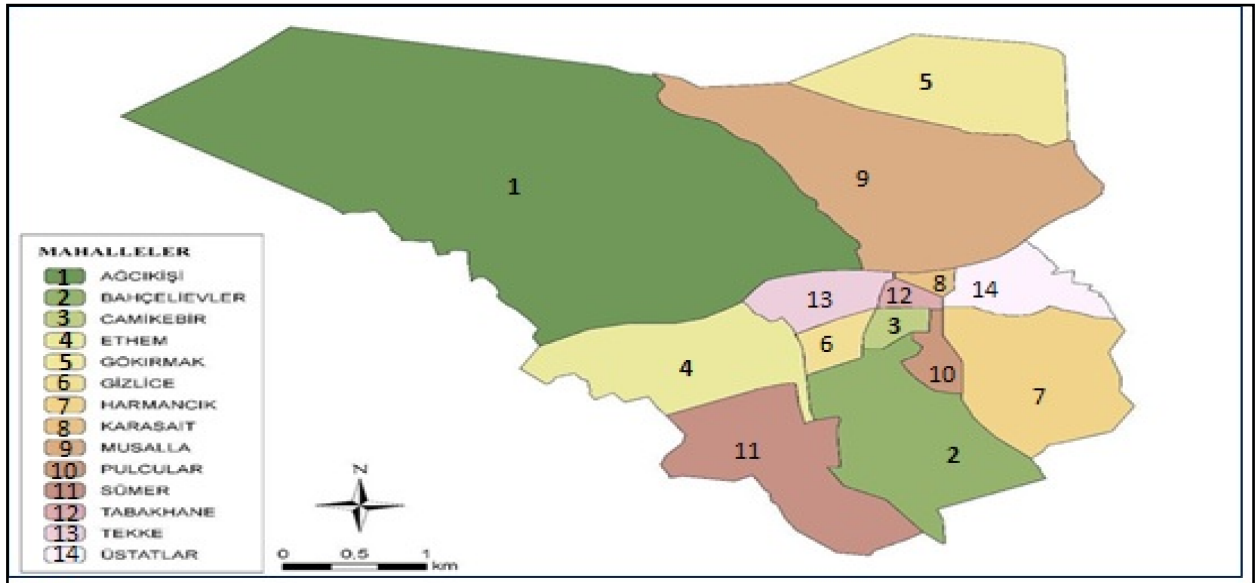 5
9
1
MAHALLELER
1 AĞCIKİŞİ
2 BAHÇELİEVLER
3 CAMİKEBİR
4 ETHEM
5 GÖKIRMAK
6 GİZLİCE
7 HARMANCIK
8 KARASAİT
9 MUSALLA
10 PULCULAR
11 SÜMER
12 TABAKHANE
13 TEKKE
14 ÜSTATLAR
8
14
13
12
3
6
4
10
7
11
2
N
0 0,5 1
km